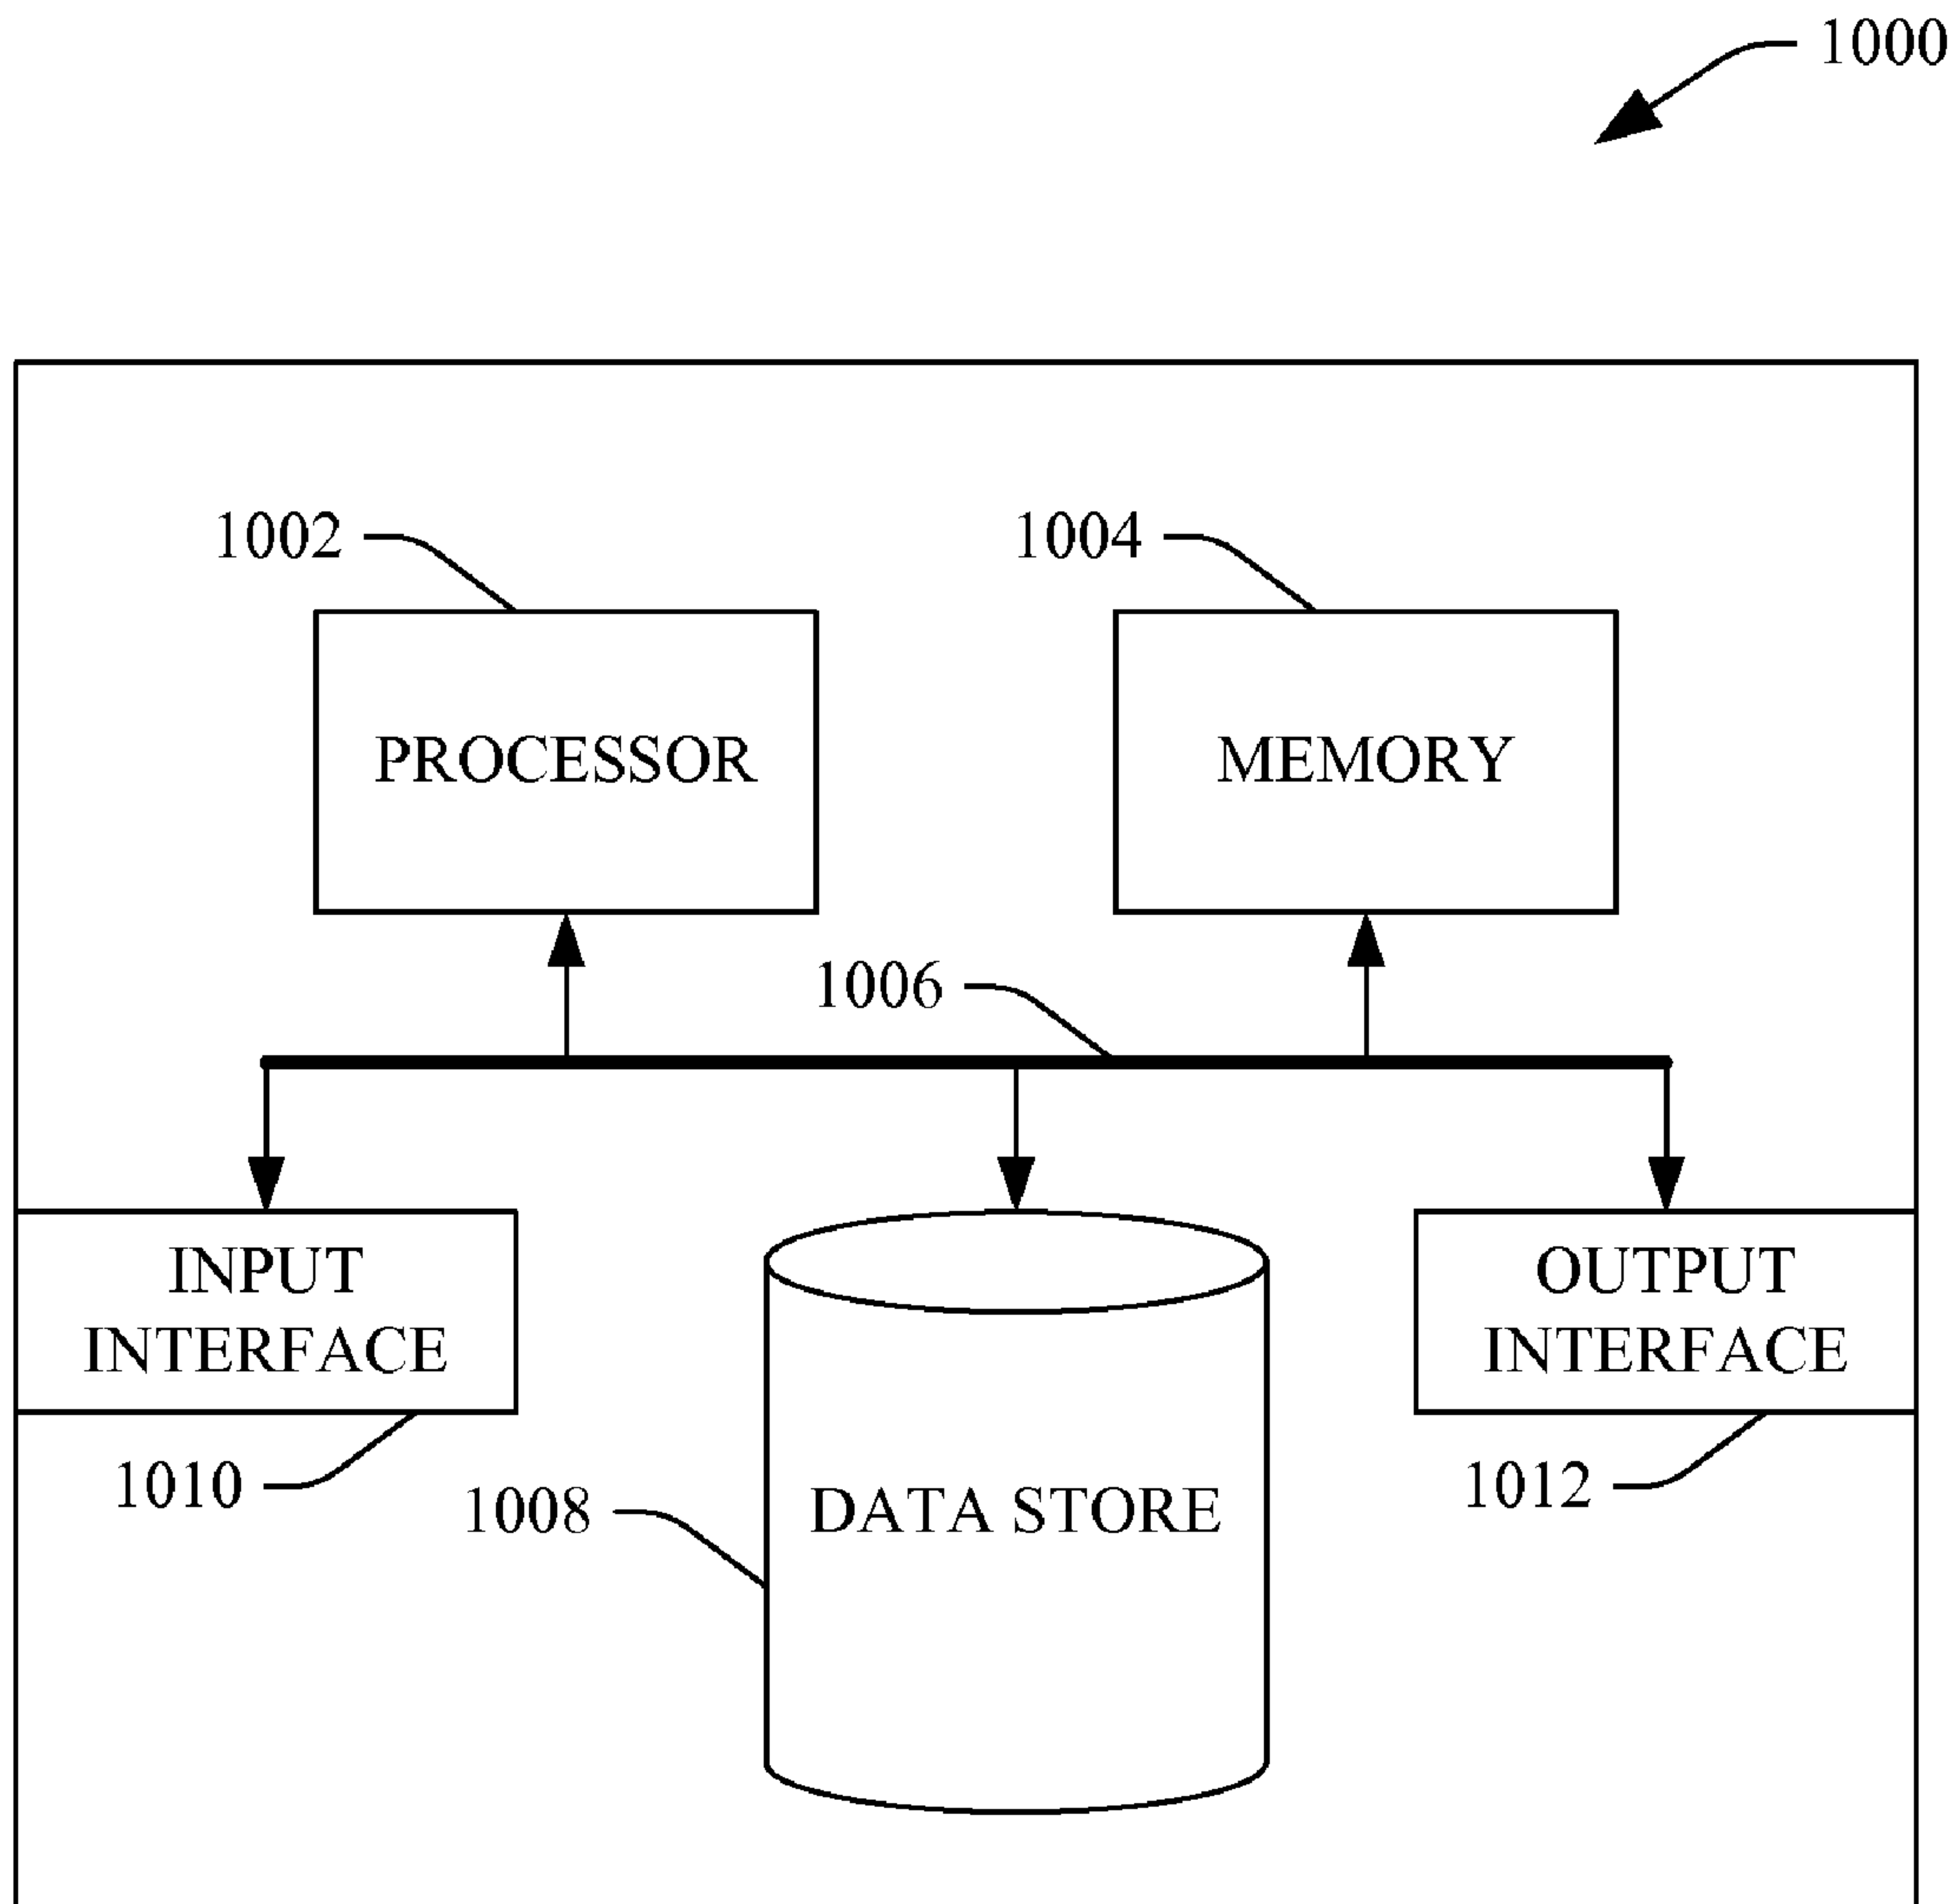 1000
1002
1004
PROCESSOR
MEMORY
1006
INPUT
INTERFACE
OUTPUT
INTERFACE
1010
1008
DATA STORE
1012